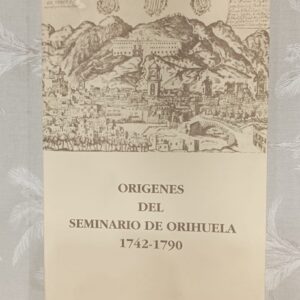 ORIGENES
DEL
SEMINARIO DE ORIHUELA
1742-1790